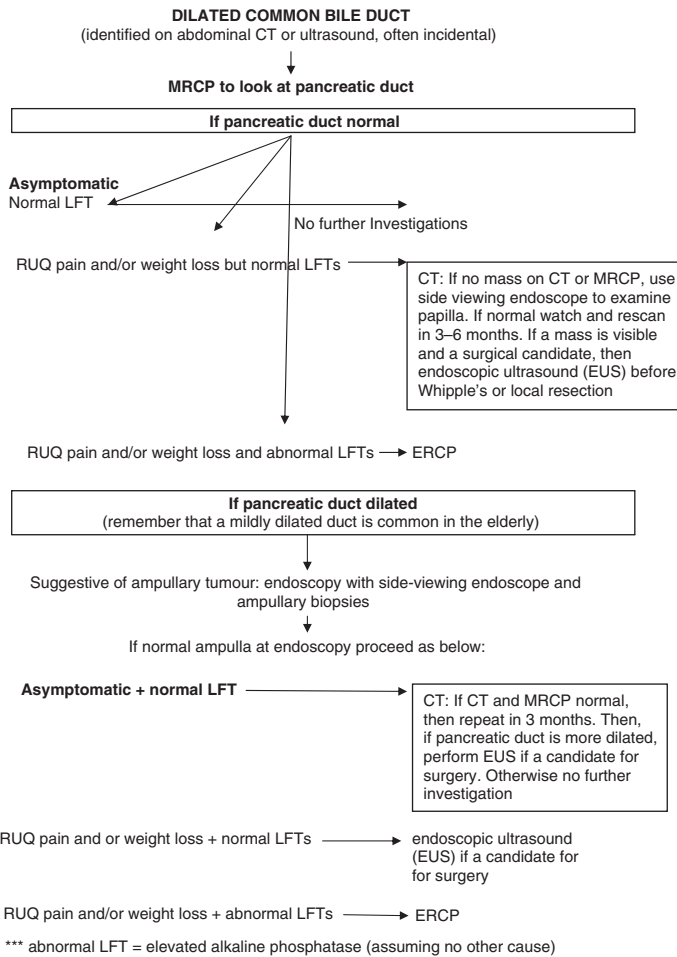 DILATED COMMON BILE DUCT
(identified on abdominal CT or ultrasound, often incidental)
MRCP to look at pancreatic duct
If pancreatic duct normal
Asymptomatic
Normal LFT
No further Investigations
RUQ pain and/or weight loss but normal LFTs
CT: If no mass on CT or MRCP, use
side viewing endoscope to examine
papilla. If normal watch and rescan
in 3–6 months. If a mass is visible
and a surgical candidate, then
endoscopic ultrasound (EUS) before
Whipple's or local resection
RUQ pain and/or weight loss and abnormal LFTs
ERCP
If pancreatic duct dilated
(remember that a mildly dilated duct is common in the elderly)
Suggestive of ampullary tumour: endoscopy with side-viewing endoscope and
ampullary biopsies
If normal ampulla at endoscopy proceed as below:
Asymptomatic + normal LFT
CT: If CT and MRCP normal,
then repeat in 3 months. Then,
if pancreatic duct is more dilated,
perform EUS if a candidate for
surgery. Otherwise no further
investigation
RUQ pain and or weight loss + normal LFTs
endoscopic ultrasound
(EUS) if a candidate for
for surgery
RUQ pain and/or weight loss + abnormal LFTs
ERCP
*** abnormal LFT = elevated alkaline phosphatase (assuming no other cause)